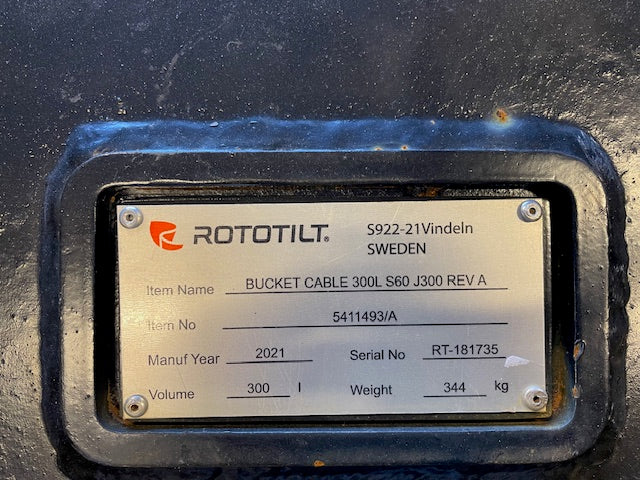 ROTOTILT® S922-21Vindeln
SWEDEN
Item Name BUCKET CABLE 300L S60 J300 REV A
Item No 5411493/A
Manuf Year 2021 Serial No RT-181735
Volume 300 l Weight 344 kg